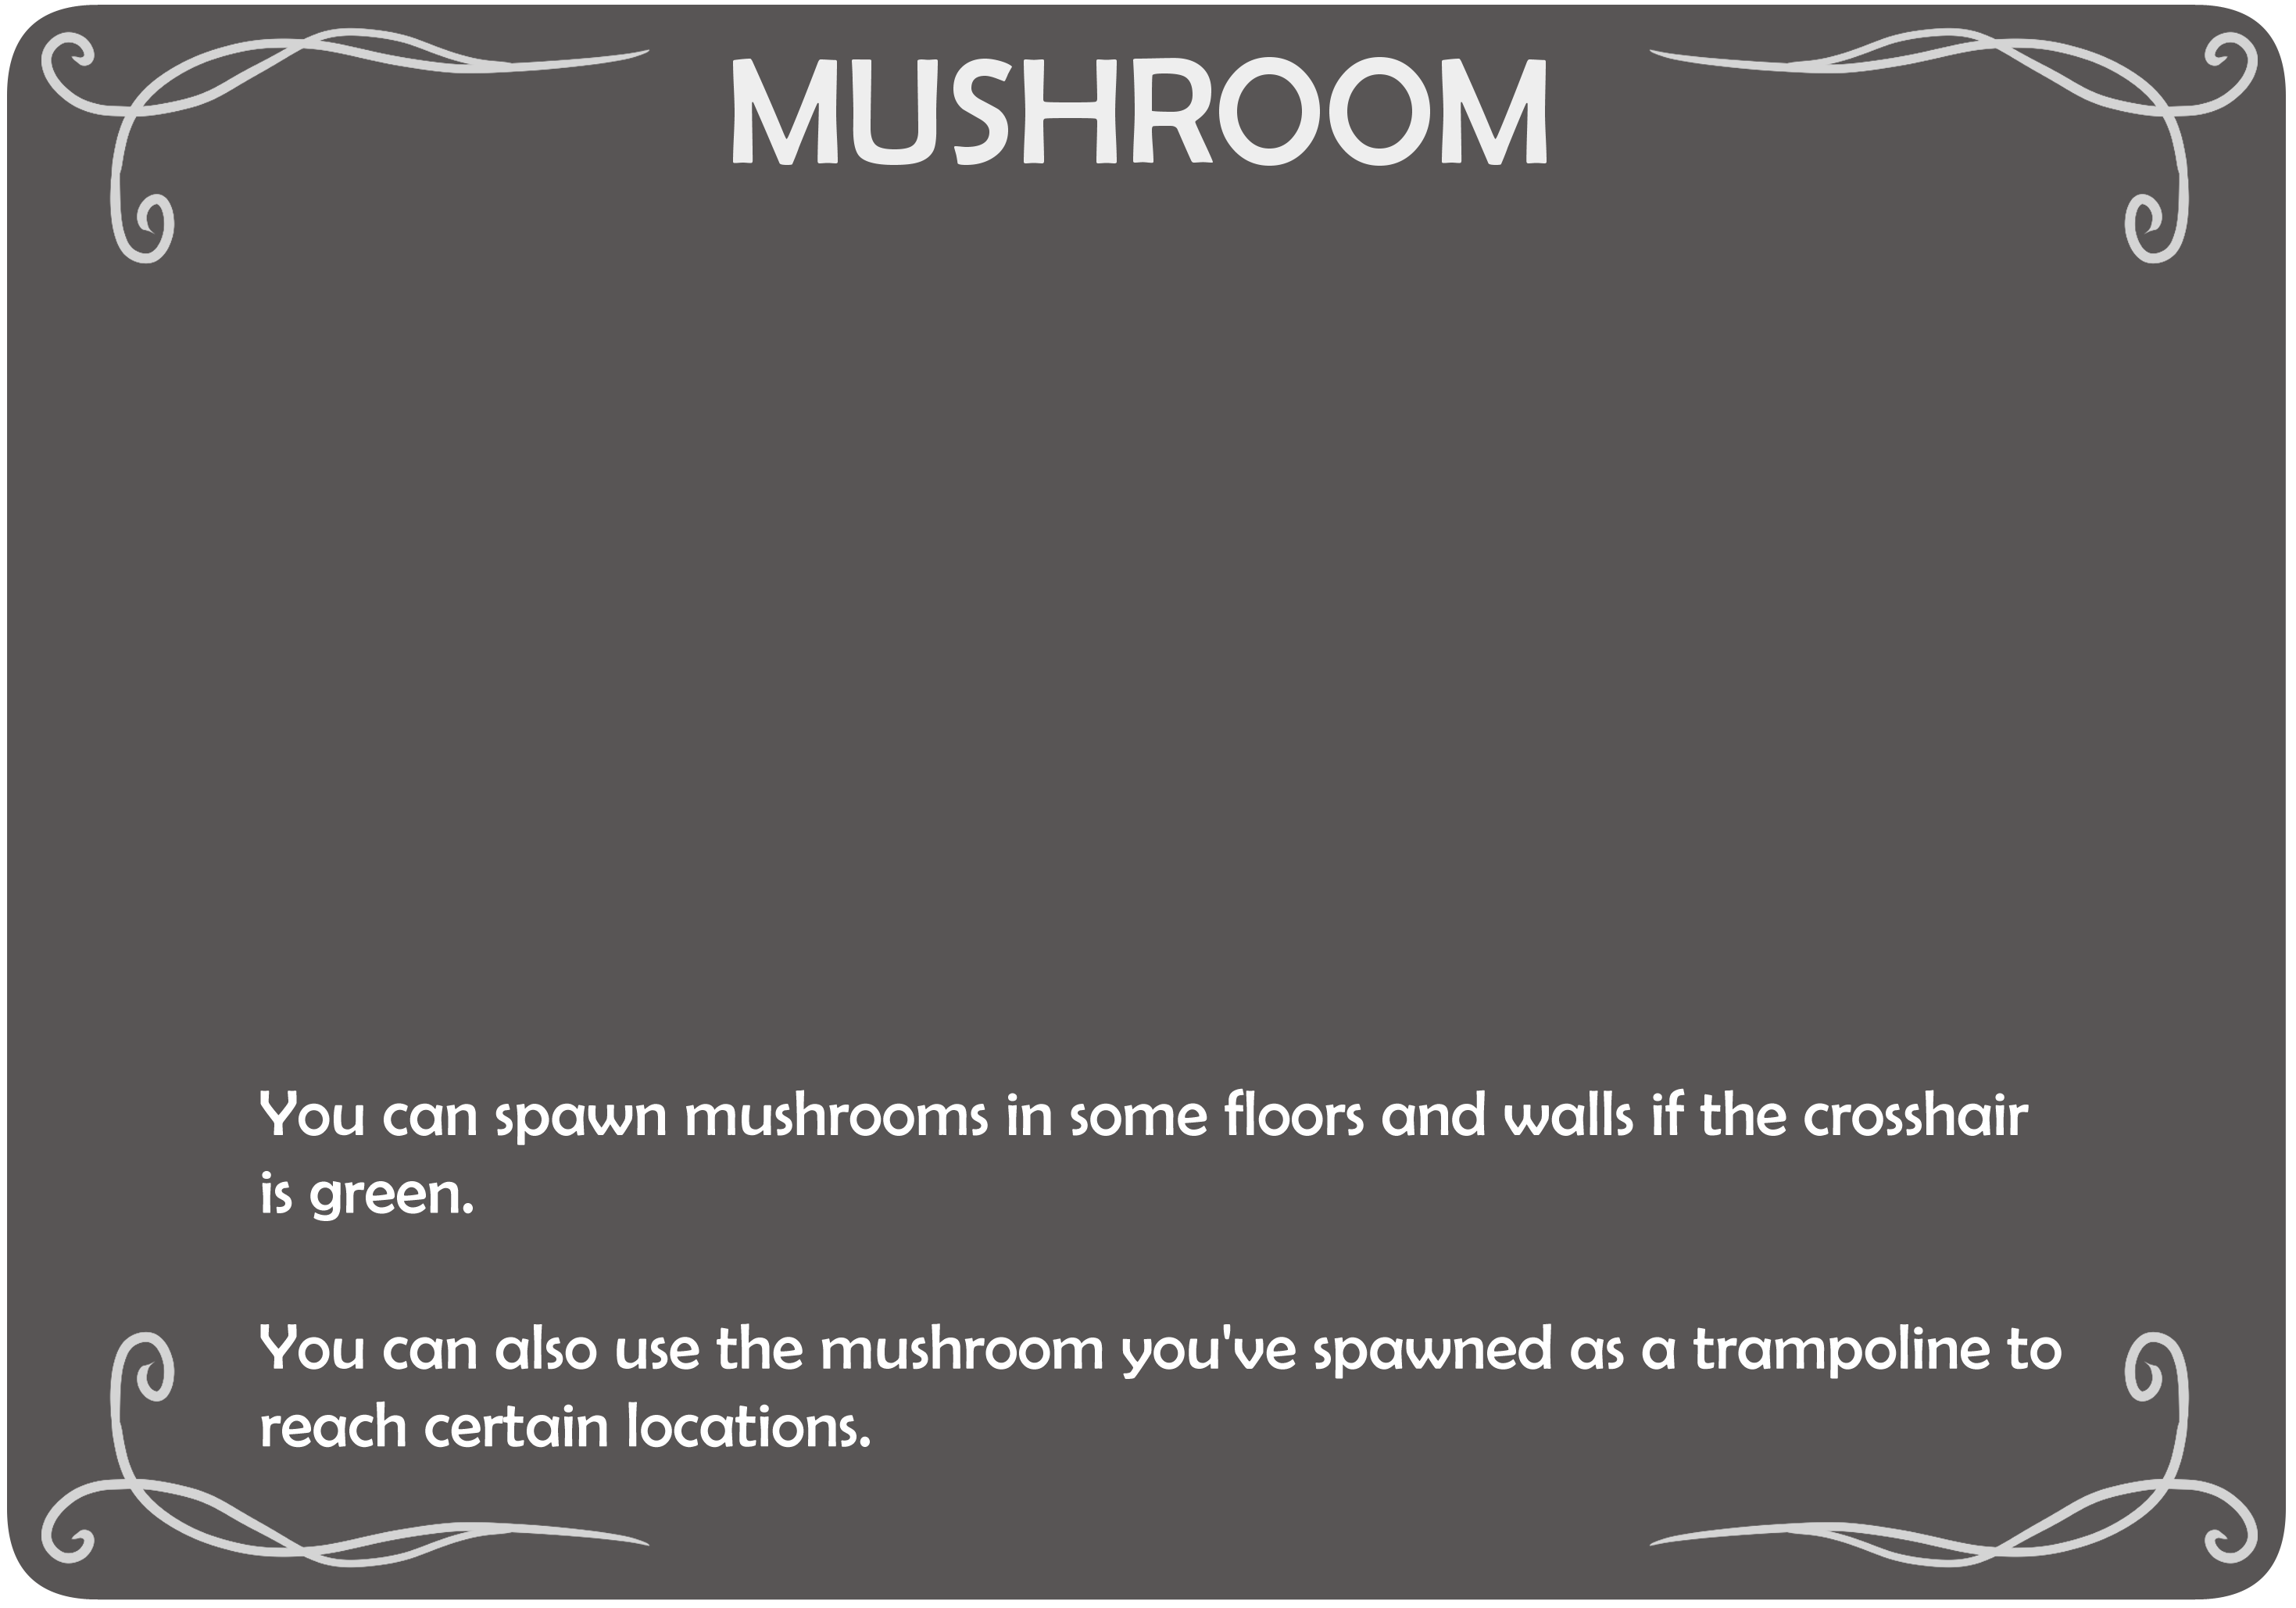 MUSHROOM
You can spawn mushrooms in some floors and walls if the crosshair
is green.
You can also use the mushroom you've spawned as a trampoline to
reach certain locations.